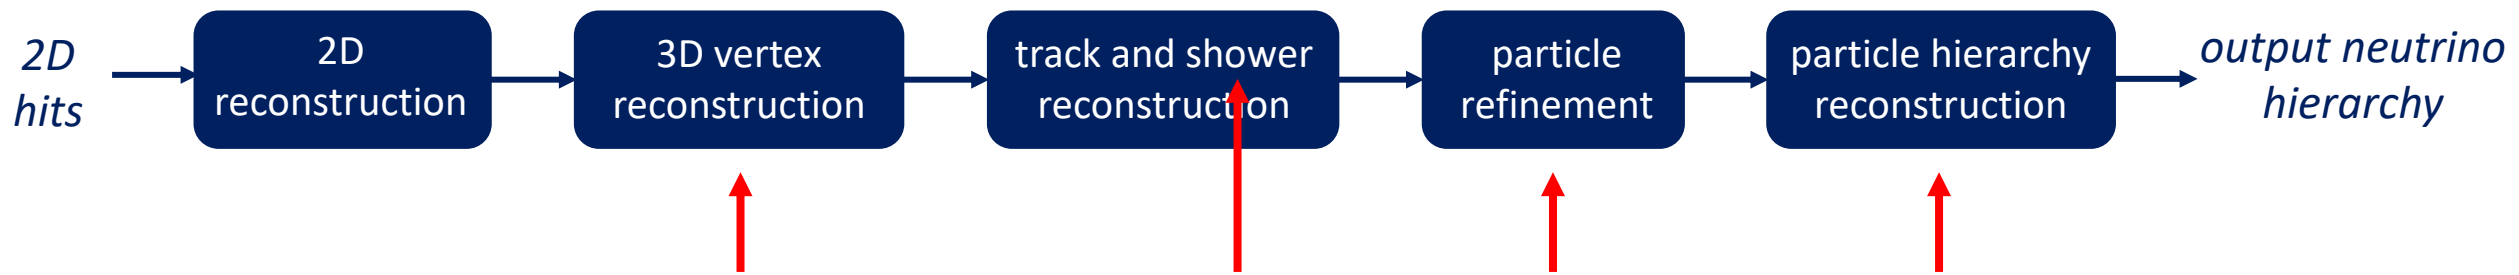 2D
hits
2D
reconstruction
3D vertex
reconstruction
track and shower
reconstruction
particle
refinement
particle hierarchy
reconstruction
output neutrino
hierarchy